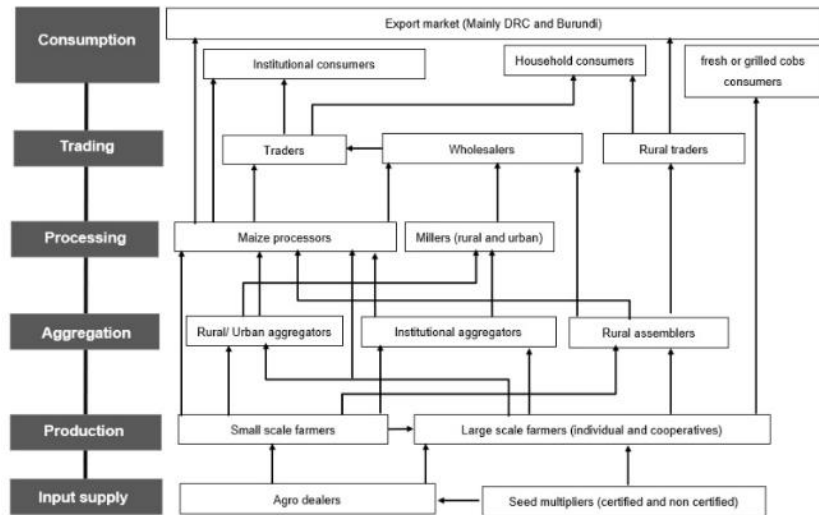 Consumption
Export market (Mainly DRC and Burundi)
Institutional consumers
Household consumers
fresh or grilled cobs
consumers
Trading
Traders
Wholesalers
Rural traders
Processing
Maize processors
Millers (rural and urban)
Aggregation
Rural/ Urban aggregators
Institutional aggregators
Rural assemblers
Production
Small scale farmers
Large scale farmers (individual and cooperatives)
Input supply
Agro dealers
Seed multipliers (certified and non certified)